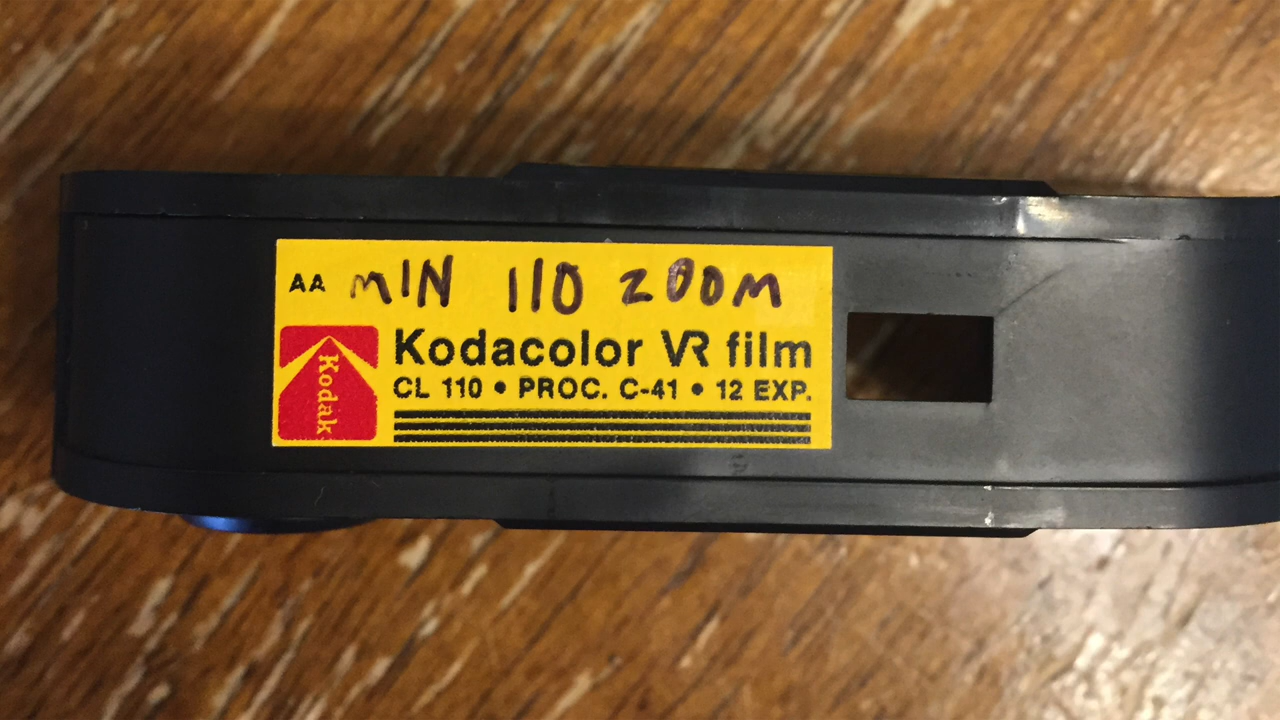 AA MIN 110 ZOOM
Kodak
Kodacolor VR film
CL 110 • PROC. C-41 • 12 EXP.